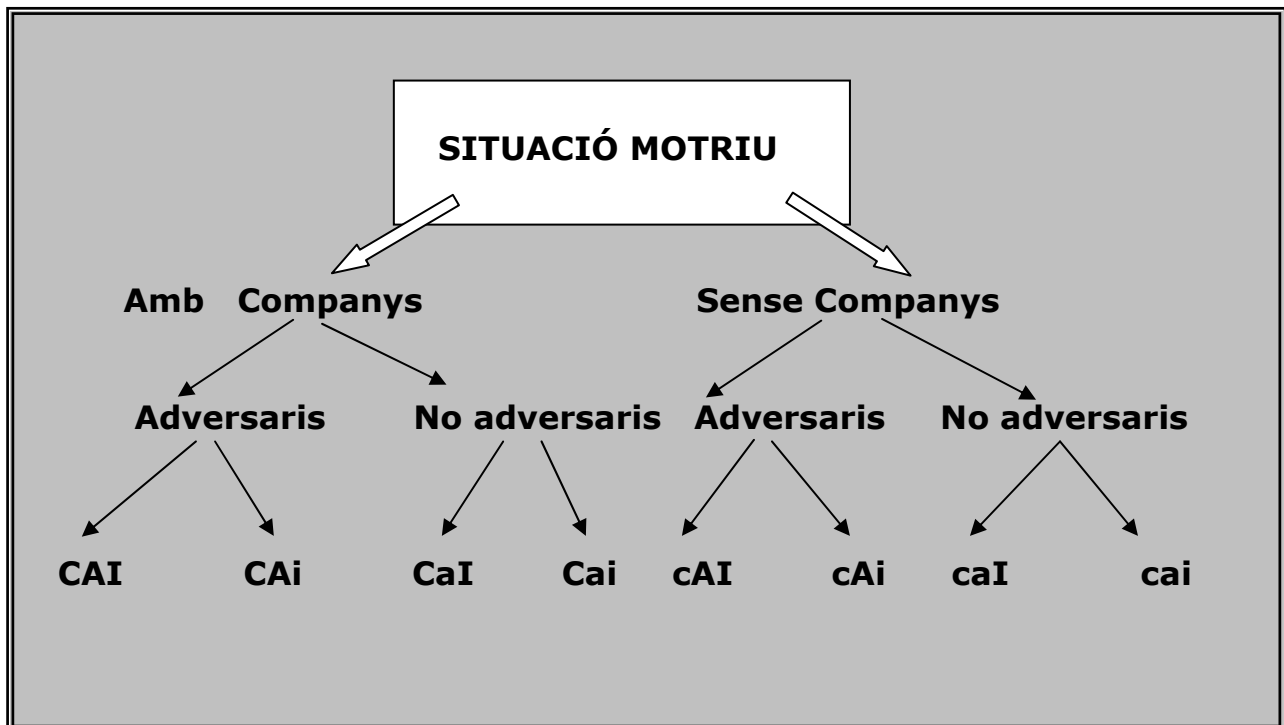 SITUACIÓ MOTRIU
Amb Companys Sense Companys
Adversaris No adversaris Adversaris No adversaris
CAI CAi CaI Cai cAI cAi caI cai